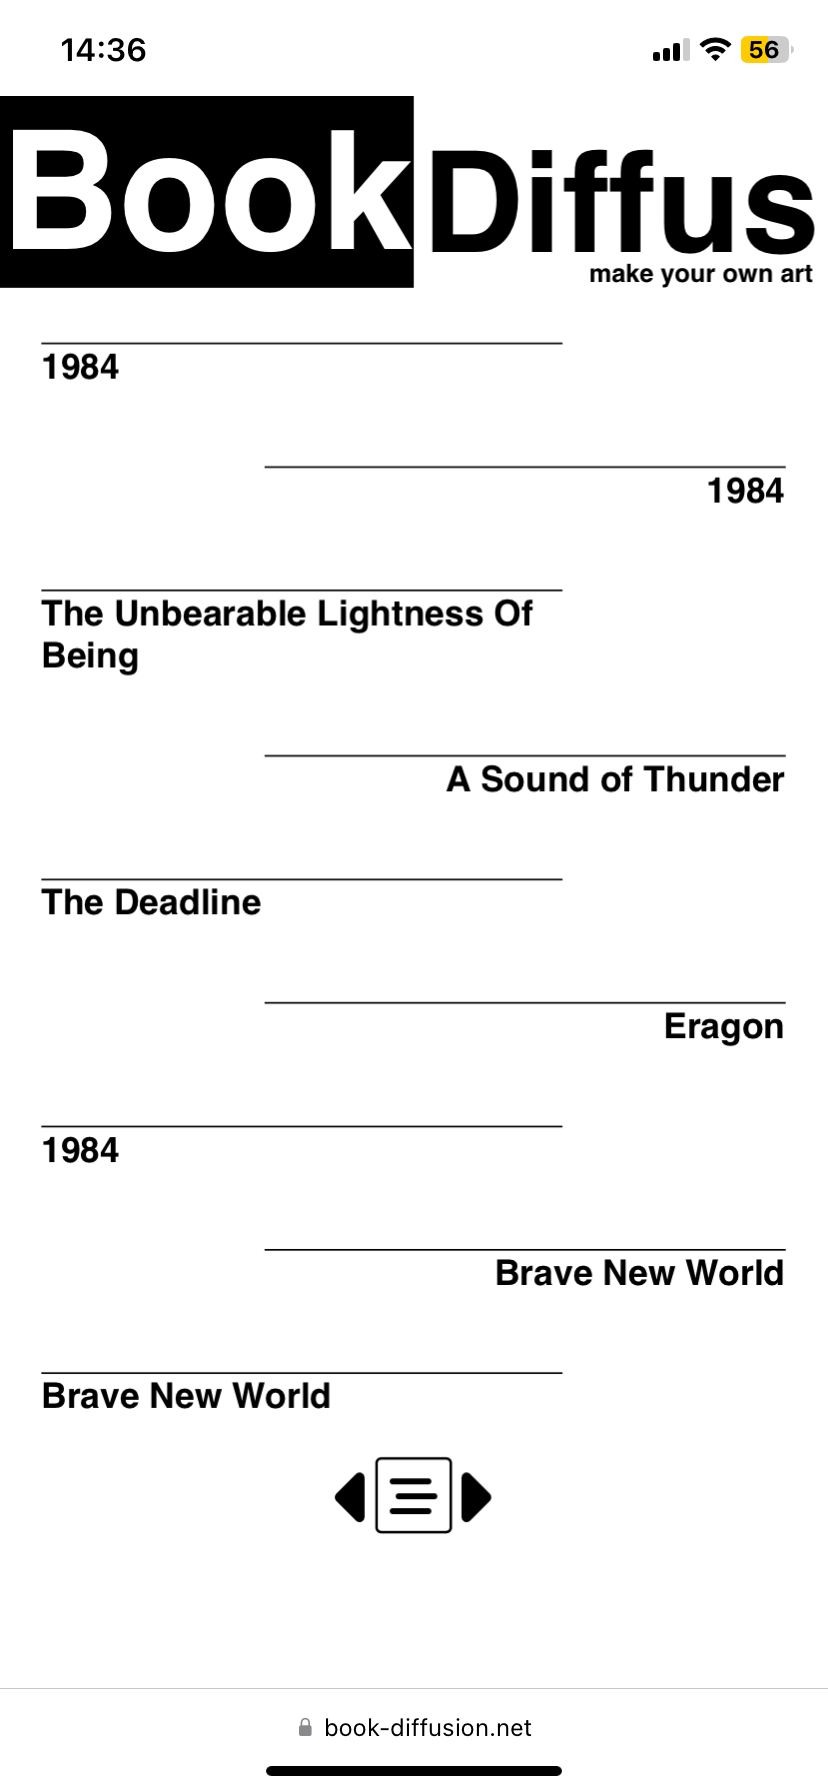 14:36
56
BookDiffus
make your own art
1984
1984
The Unbearable Lightness Of
Being
A Sound of Thunder
The Deadline
Eragon
1984
Brave New World
Brave New World
book-diffusion.net